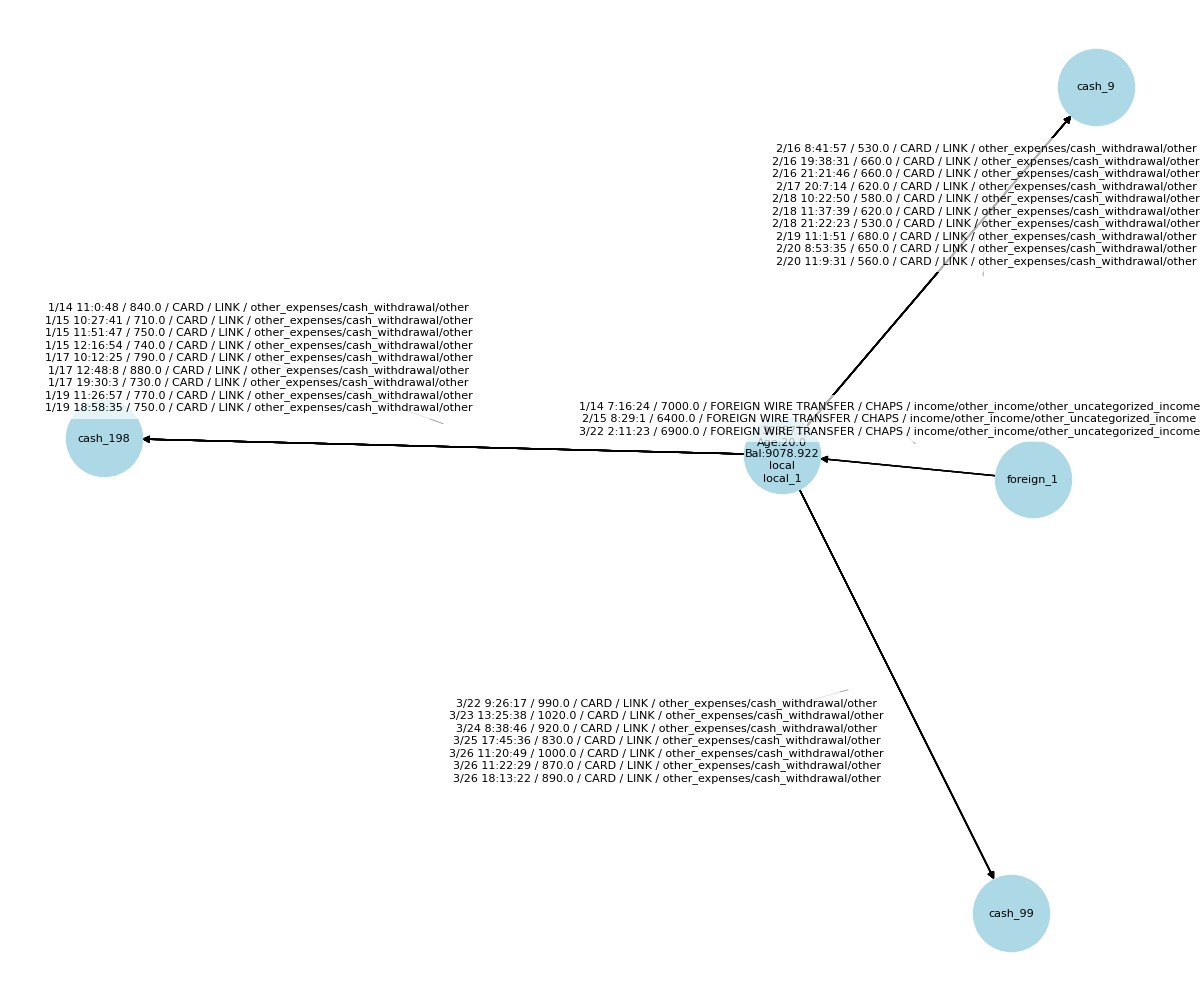 cash_9
2/16 8:41:57 / 530.0 / CARD / LINK / other_expenses/cash_withdrawal/other
2/16 19:38:31 / 660.0 / CARD / LINK / other_expenses/cash_withdrawal/other
2/16 21:21:46 / 660.0 / CARD / LINK / other_expenses/cash_withdrawal/other
2/17 20:7:14 / 620.0 / CARD / LINK / other_expenses/cash_withdrawal/other
2/18 10:22:50 / 580.0 / CARD / LINK / other_expenses/cash_withdrawal/other
2/18 11:37:39 / 620.0 / CARD / LINK / other_expenses/cash_withdrawal/other
2/18 21:22:23 / 530.0 / CARD / LINK / other_expenses/cash_withdrawal/other
2/19 11:1:51 / 680.0 / CARD / LINK / other_expenses/cash_withdrawal/other
2/20 8:53:35 / 650.0 / CARD / LINK / other_expenses/cash_withdrawal/other
2/20 11:9:31 / 560.0 / CARD / LINK / other_expenses/cash_withdrawal/other
1/14 11:0:48 / 840.0 / CARD / LINK / other_expenses/cash_withdrawal/other
1/15 10:27:41 / 710.0 / CARD / LINK / other_expenses/cash_withdrawal/other
1/15 11:51:47 / 750.0 / CARD / LINK / other_expenses/cash_withdrawal/other
1/15 12:16:54 / 740.0 / CARD / LINK / other_expenses/cash_withdrawal/other
1/17 10:12:25 / 790.0 / CARD / LINK / other_expenses/cash_withdrawal/other
1/17 12:48:8 / 880.0 / CARD / LINK / other_expenses/cash_withdrawal/other
1/17 19:30:3 / 730.0 / CARD / LINK / other_expenses/cash_withdrawal/other
1/19 11:26:57 / 770.0 / CARD / LINK / other_expenses/cash_withdrawal/other
1/19 18:58:35 / 750.0 / CARD / LINK / other_expenses/cash_withdrawal/other
cash_198
1/14 7:16:24 / 7000.0 / FOREIGN WIRE TRANSFER / CHAPS / income/other_income/other_uncategorized_income
2/15 8:29:1 / 6400.0 / FOREIGN WIRE TRANSFER / CHAPS / income/other_income/other_uncategorized_income
3/22 2:11:23 / 6900.0 / FOREIGN WIRE TRANSFER / CHAPS / income/other_income/other_uncategorized_income
Age:20.0
Bal:9078.922
local
local_1
foreign_1
3/22 9:26:17 / 990.0 / CARD / LINK / other_expenses/cash_withdrawal/other
3/23 13:25:38 / 1020.0 / CARD / LINK / other_expenses/cash_withdrawal/other
3/24 8:38:46 / 920.0 / CARD / LINK / other_expenses/cash_withdrawal/other
3/25 17:45:36 / 830.0 / CARD / LINK / other_expenses/cash_withdrawal/other
3/26 11:20:49 / 1000.0 / CARD / LINK / other_expenses/cash_withdrawal/other
3/26 11:22:29 / 870.0 / CARD / LINK / other_expenses/cash_withdrawal/other
3/26 18:13:22 / 890.0 / CARD / LINK / other_expenses/cash_withdrawal/other
cash_99